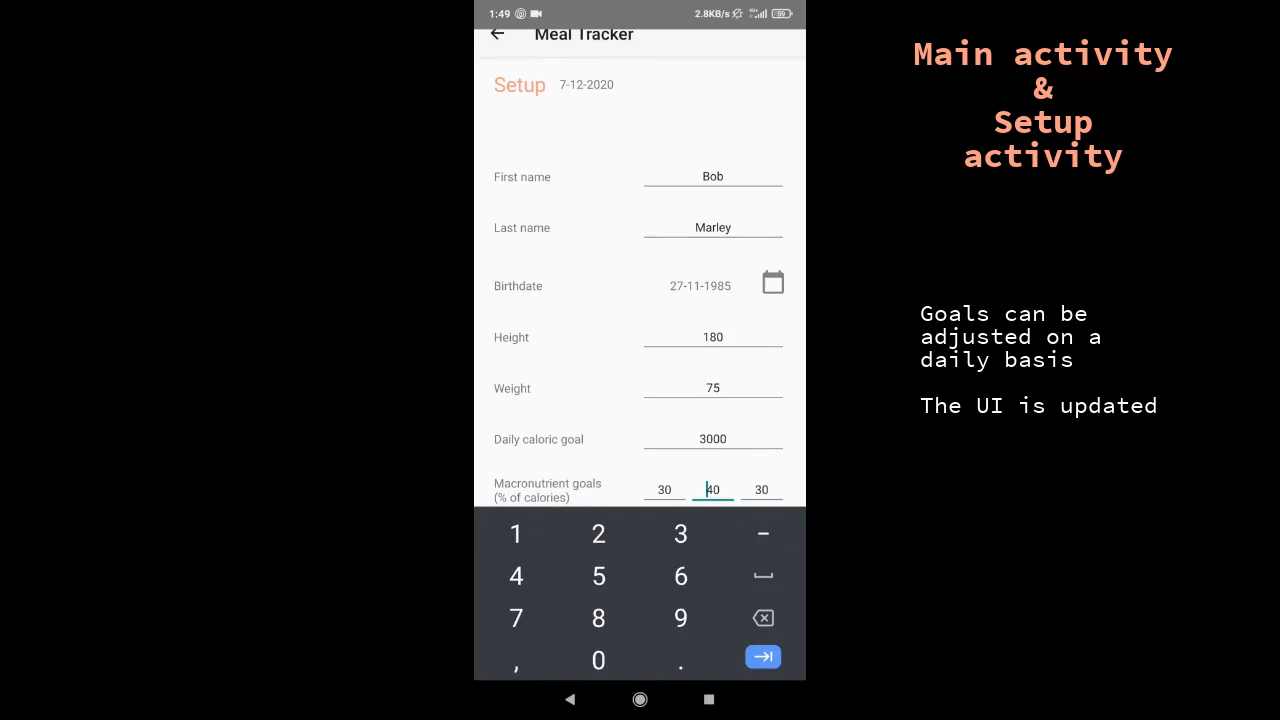 1:49 2.8KB/s 4G+ 59
Meal Tracker
Setup 7-12-2020
First name Bob
Last name Marley
Birthdate 27-11-1985
Height 180
Weight 75
Daily caloric goal 3000
Macronutrient goals
(% of calories) 30 40 30
1 2 3 –
4 5 6
7 8 9
, 0 .
Main activity
&
Setup
activity
Goals can be
adjusted on a
daily basis
The UI is updated